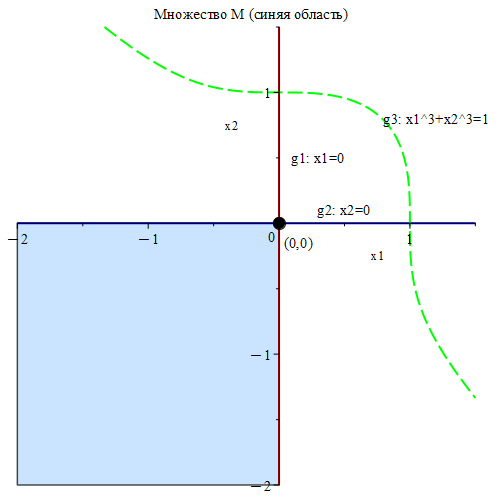 Множество M (синяя область)
1
g3: x1^3+x2^3=1
x2
g1: x1=0
g2: x2=0
−2
−1
0
(0,0)
1
x1
−1
−2